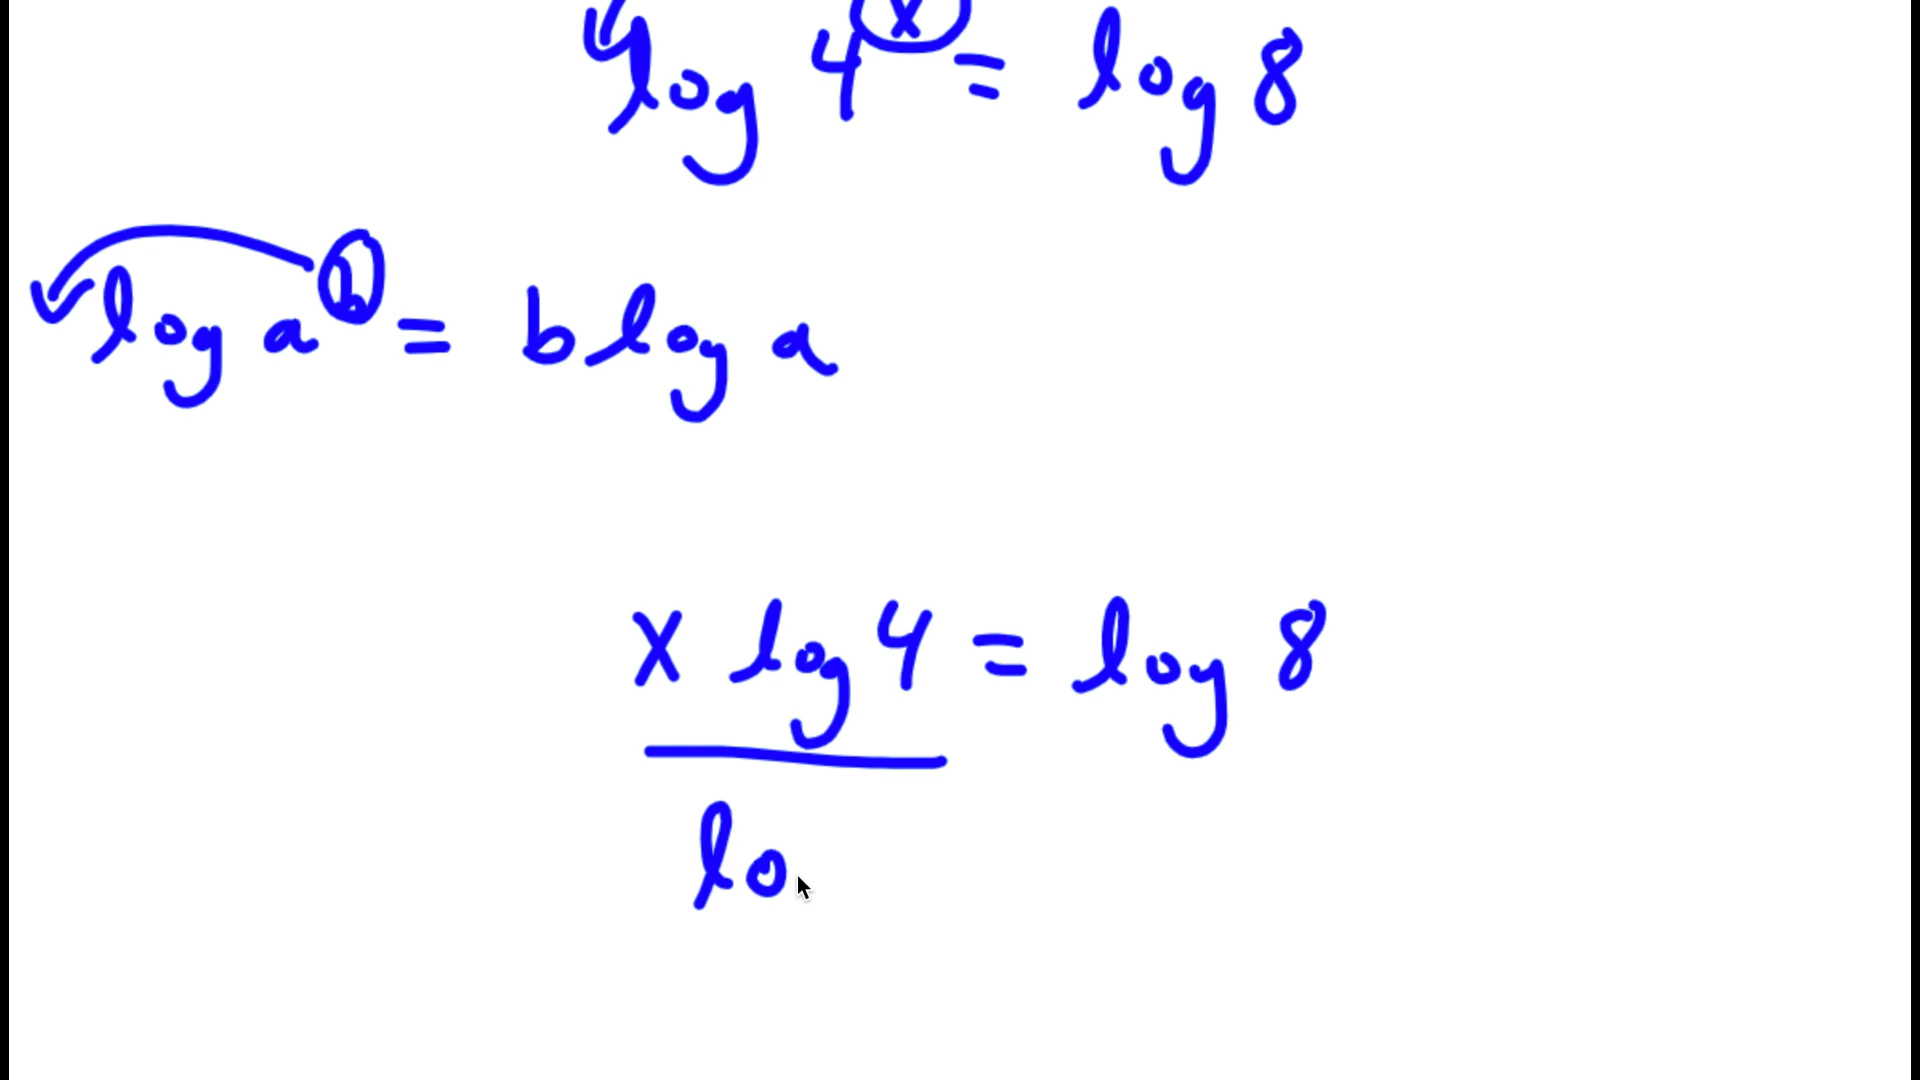 log 4^x = log 8
log a^b = b log a
x log 4 = log 8
lo